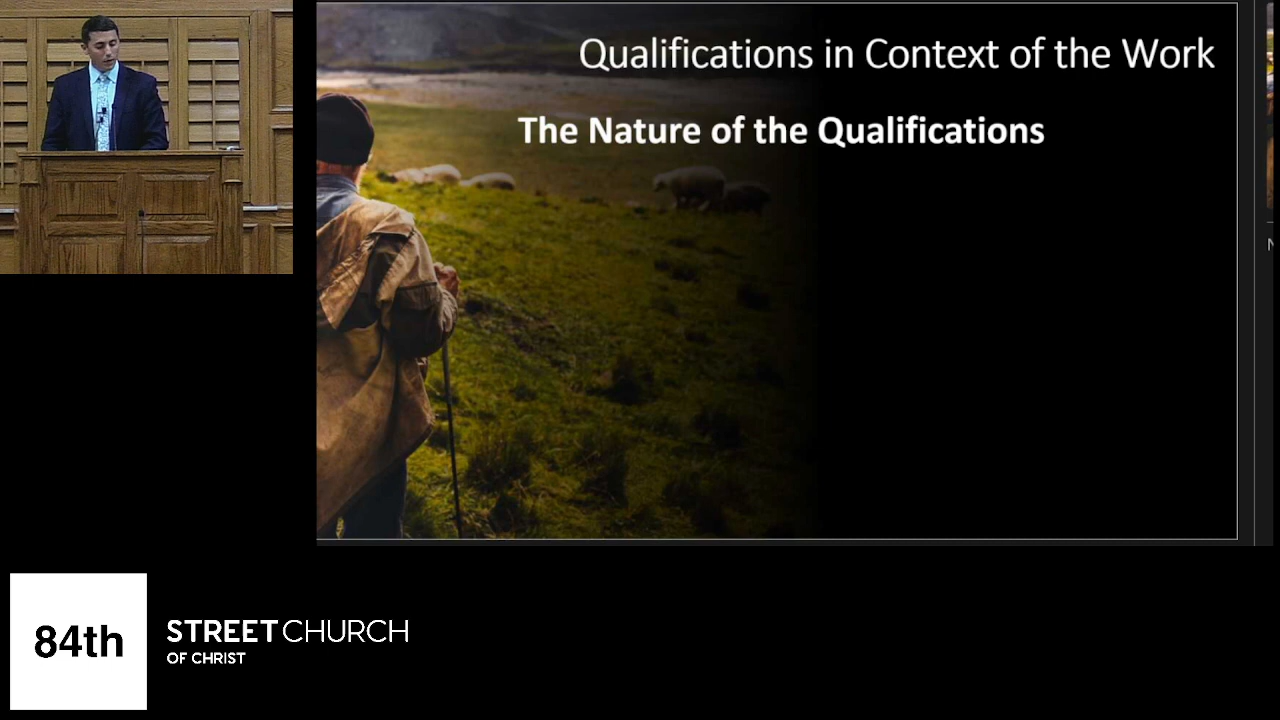 Qualifications in Context of the Work
The Nature of the Qualifications
84th
STREET CHURCH
OF CHRIST